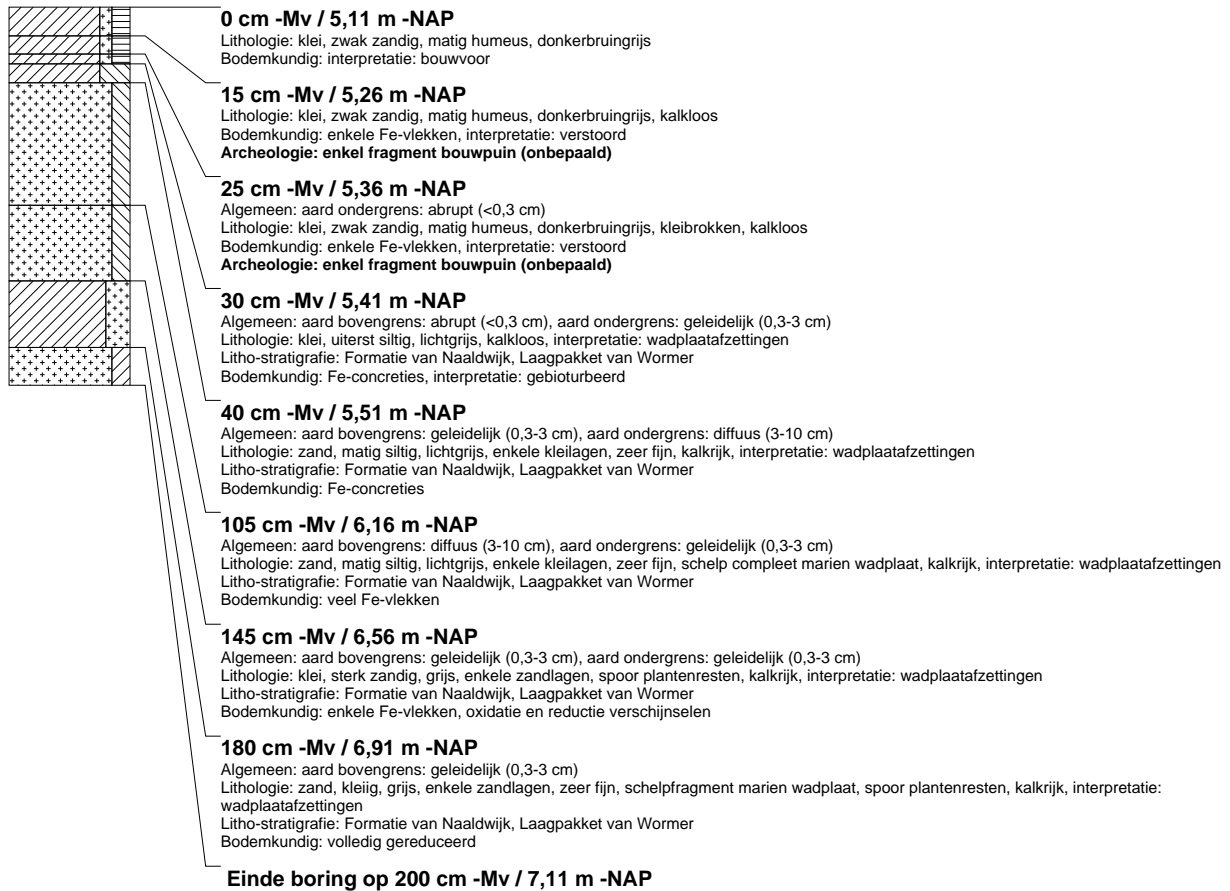 0 cm -Mv / 5,11 m -NAP
Lithologie: klei, zwak zandig, matig humeus, donkerbruingrijs
Bodemkundig: interpretatie: bouwvoor
15 cm -Mv / 5,26 m -NAP
Lithologie: klei, zwak zandig, matig humeus, donkerbruingrijs, kalkloos
Bodemkundig: enkele Fe-vlekken, interpretatie: verstoord
Archeologie: enkel fragment bouwpuin (onbepaald)
25 cm -Mv / 5,36 m -NAP
Algemeen: aard ondergrens: abrupt (<0,3 cm)
Lithologie: klei, zwak zandig, matig humeus, donkerbruingrijs, kleibrokken, kalkloos
Bodemkundig: enkele Fe-vlekken, interpretatie: verstoord
Archeologie: enkel fragment bouwpuin (onbepaald)
30 cm -Mv / 5,41 m -NAP
Algemeen: aard bovengrens: abrupt (<0,3 cm), aard ondergrens: geleidelijk (0,3-3 cm)
Lithologie: klei, uiterst siltig, lichtgrijs, kalkloos, interpretatie: wadplaatafzettingen
Litho-stratigrafie: Formatie van Naaldwijk, Laagpakket van Wormer
Bodemkundig: Fe-concreties, interpretatie: gebioturbeerd
40 cm -Mv / 5,51 m -NAP
Algemeen: aard bovengrens: geleidelijk (0,3-3 cm), aard ondergrens: diffuus (3-10 cm)
Lithologie: zand, matig siltig, lichtgrijs, enkele kleilagen, zeer fijn, kalkrijk, interpretatie: wadplaatafzettingen
Litho-stratigrafie: Formatie van Naaldwijk, Laagpakket van Wormer
Bodemkundig: Fe-concreties
105 cm -Mv / 6,16 m -NAP
Algemeen: aard bovengrens: diffuus (3-10 cm), aard ondergrens: geleidelijk (0,3-3 cm)
Lithologie: zand, matig siltig, lichtgrijs, enkele kleilagen, zeer fijn, schelp compleet marien wadplaat, kalkrijk, interpretatie: wadplaatafzettingen
Litho-stratigrafie: Formatie van Naaldwijk, Laagpakket van Wormer
Bodemkundig: veel Fe-vlekken
145 cm -Mv / 6,56 m -NAP
Algemeen: aard bovengrens: geleidelijk (0,3-3 cm), aard ondergrens: geleidelijk (0,3-3 cm)
Lithologie: klei, sterk zandig, grijs, enkele zandlagen, spoor plantenresten, kalkrijk, interpretatie: wadplaatafzettingen
Litho-stratigrafie: Formatie van Naaldwijk, Laagpakket van Wormer
Bodemkundig: enkele Fe-vlekken, oxidatie en reductie verschijnselen
180 cm -Mv / 6,91 m -NAP
Algemeen: aard bovengrens: geleidelijk (0,3-3 cm)
Lithologie: zand, kleiig, grijs, enkele zandlagen, zeer fijn, schelpfragment marien wadplaat, spoor plantenresten, kalkrijk, interpretatie:
wadplaatafzettingen
Litho-stratigrafie: Formatie van Naaldwijk, Laagpakket van Wormer
Bodemkundig: volledig gereduceerd
Einde boring op 200 cm -Mv / 7,11 m -NAP